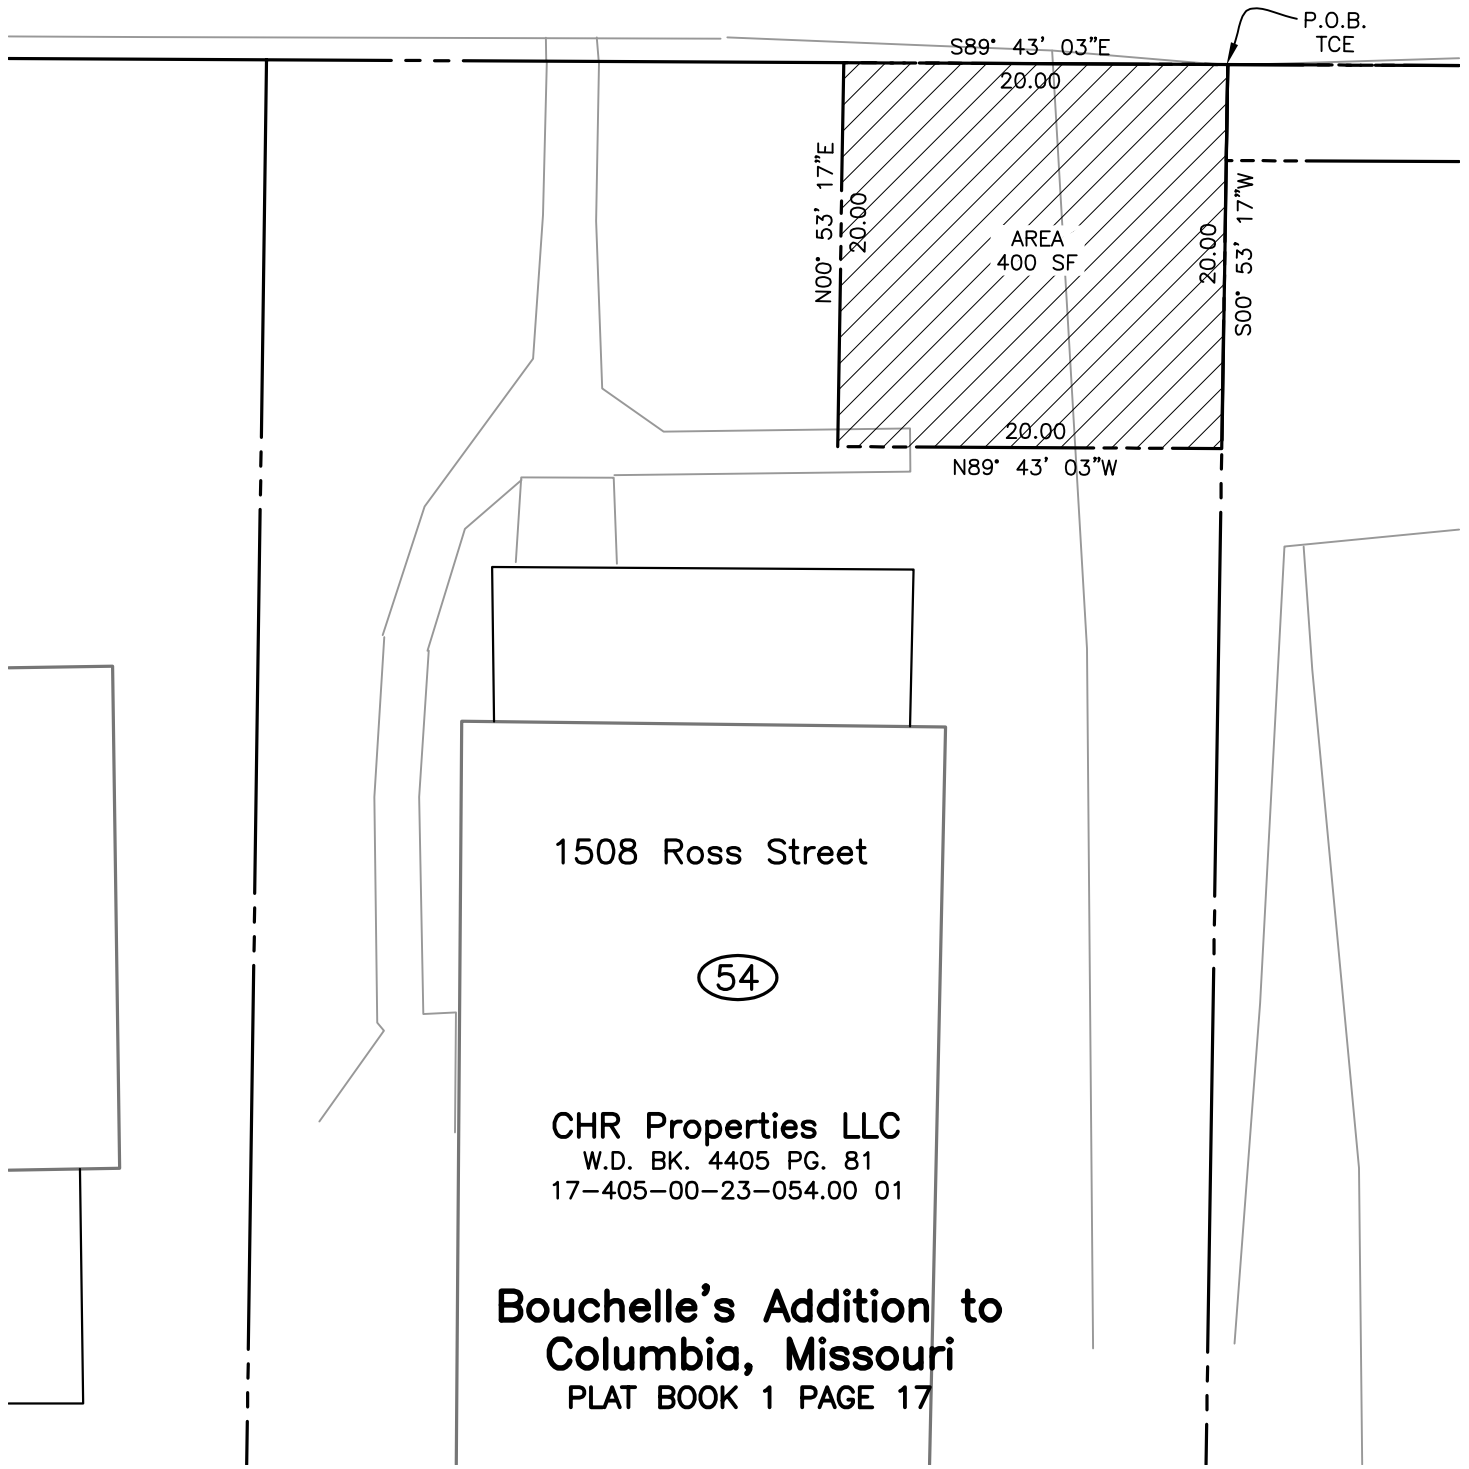 P.O.B.
TCE
S89° 43' 03"E
20.00
N00° 53' 17"E
20.00
AREA
400 SF
20.00
S00° 53' 17"W
20.00
N89° 43' 03"W
1508 Ross Street
54
CHR Properties LLC
W.D. BK. 4405 PG. 81
17-405-00-23-054.00 01
Bouchelle's Addition to
Columbia, Missouri
PLAT BOOK 1 PAGE 17